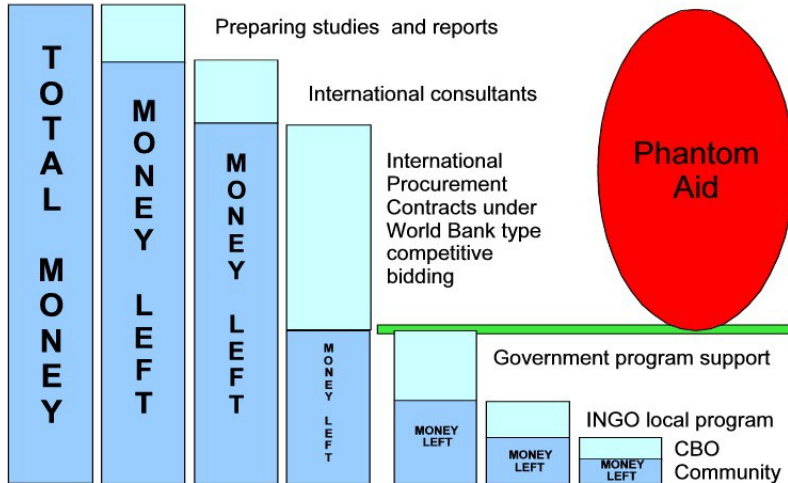 TOTAL MONEY
MONEY LEFT
MONEY LEFT
MONEY LEFT
Preparing studies and reports
International consultants
International
Procurement
Contracts under
World Bank type
competitive
bidding
Phantom
Aid
Government program support
MONEY
LEFT
INGO local program
MONEY
LEFT
CBO
Community
MONEY
LEFT